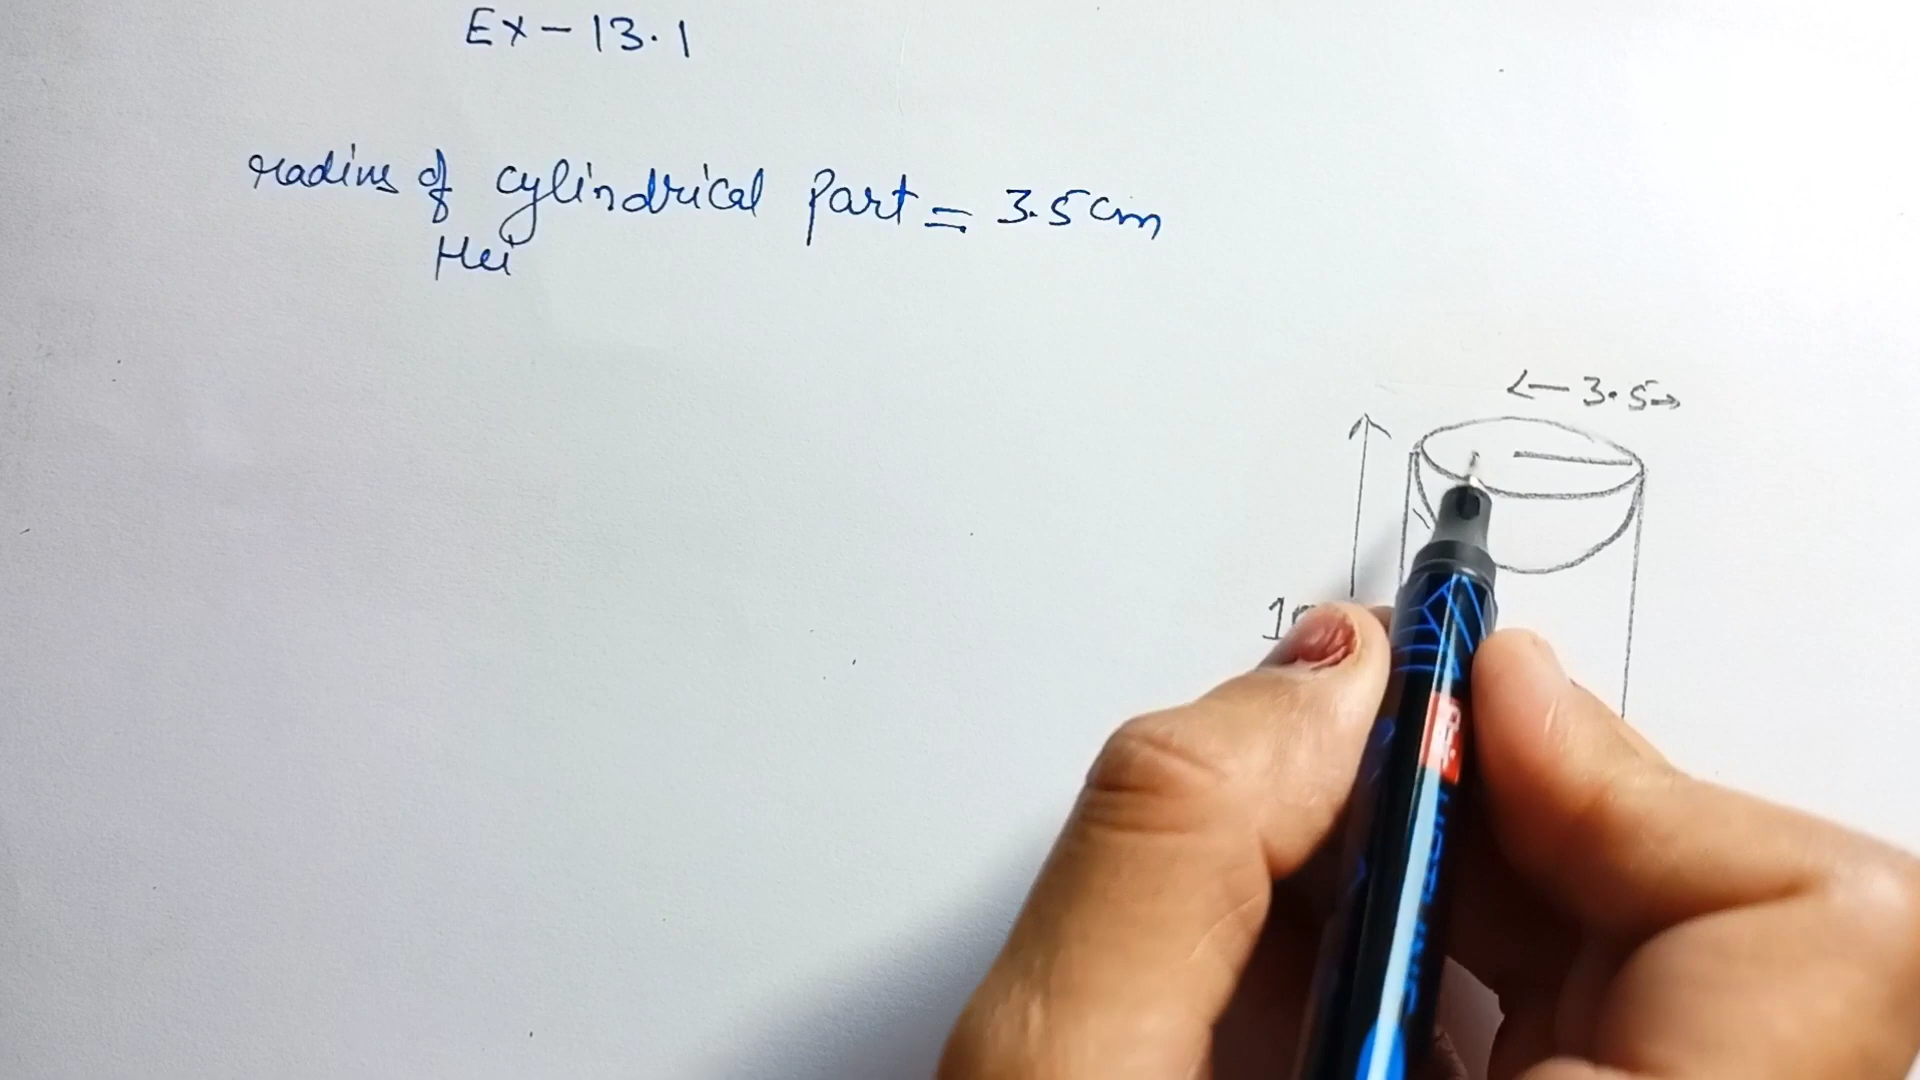 Ex - 13.1
radius of cylindrical part = 3.5 cm
Hei
← 3.5 →